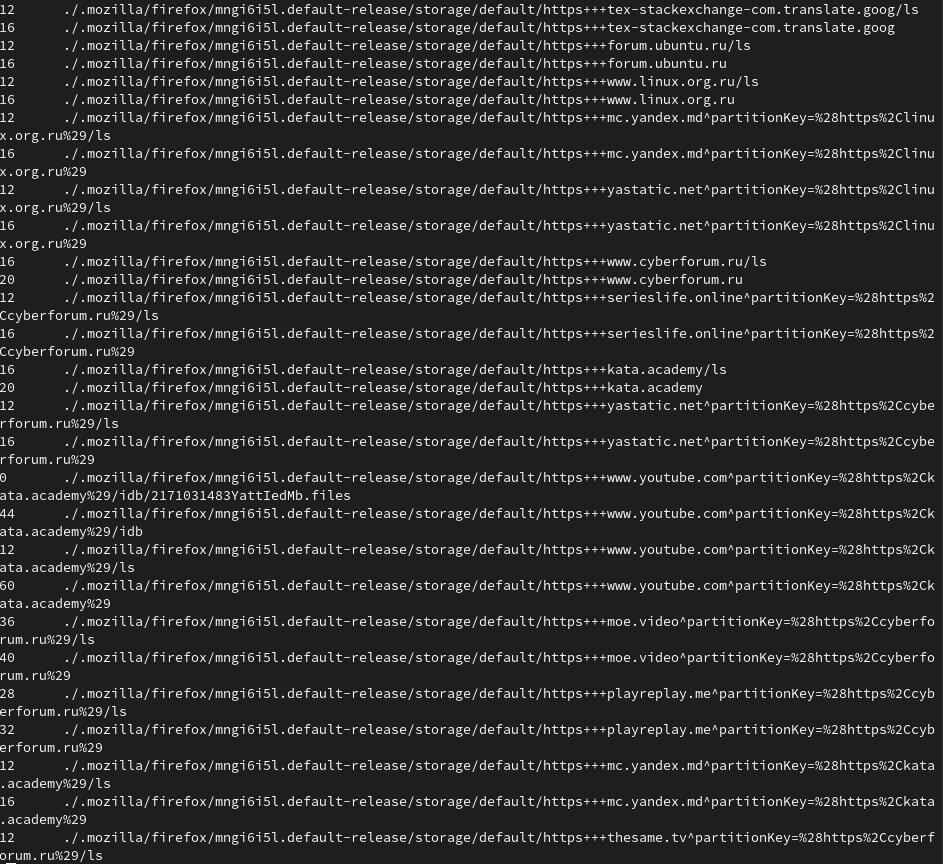 12      ./.mozilla/firefox/mngi6i5l.default-release/storage/default/https+++tex-stackexchange-com.translate.goog/ls
16      ./.mozilla/firefox/mngi6i5l.default-release/storage/default/https+++tex-stackexchange-com.translate.goog
12      ./.mozilla/firefox/mngi6i5l.default-release/storage/default/https+++forum.ubuntu.ru/ls
16      ./.mozilla/firefox/mngi6i5l.default-release/storage/default/https+++forum.ubuntu.ru
12      ./.mozilla/firefox/mngi6i5l.default-release/storage/default/https+++www.linux.org.ru/ls
16      ./.mozilla/firefox/mngi6i5l.default-release/storage/default/https+++www.linux.org.ru
12      ./.mozilla/firefox/mngi6i5l.default-release/storage/default/https+++mc.yandex.md^partitionKey=%28https%2Clinu
x.org.ru%29/ls
16      ./.mozilla/firefox/mngi6i5l.default-release/storage/default/https+++mc.yandex.md^partitionKey=%28https%2Clinu
x.org.ru%29
12      ./.mozilla/firefox/mngi6i5l.default-release/storage/default/https+++yastatic.net^partitionKey=%28https%2Clinu
x.org.ru%29/ls
16      ./.mozilla/firefox/mngi6i5l.default-release/storage/default/https+++yastatic.net^partitionKey=%28https%2Clinu
x.org.ru%29
16      ./.mozilla/firefox/mngi6i5l.default-release/storage/default/https+++www.cyberforum.ru/ls
20      ./.mozilla/firefox/mngi6i5l.default-release/storage/default/https+++www.cyberforum.ru
12      ./.mozilla/firefox/mngi6i5l.default-release/storage/default/https+++serieslife.online^partitionKey=%28https%2
Ccyberforum.ru%29/ls
16      ./.mozilla/firefox/mngi6i5l.default-release/storage/default/https+++serieslife.online^partitionKey=%28https%2
Ccyberforum.ru%29
16      ./.mozilla/firefox/mngi6i5l.default-release/storage/default/https+++kata.academy/ls
20      ./.mozilla/firefox/mngi6i5l.default-release/storage/default/https+++kata.academy
12      ./.mozilla/firefox/mngi6i5l.default-release/storage/default/https+++yastatic.net^partitionKey=%28https%2Ccybe
rforum.ru%29/ls
16      ./.mozilla/firefox/mngi6i5l.default-release/storage/default/https+++yastatic.net^partitionKey=%28https%2Ccybe
rforum.ru%29
0       ./.mozilla/firefox/mngi6i5l.default-release/storage/default/https+++www.youtube.com^partitionKey=%28https%2Ck
ata.academy%29/idb/2171031483YattIedMb.files
44      ./.mozilla/firefox/mngi6i5l.default-release/storage/default/https+++www.youtube.com^partitionKey=%28https%2Ck
ata.academy%29/idb
12      ./.mozilla/firefox/mngi6i5l.default-release/storage/default/https+++www.youtube.com^partitionKey=%28https%2Ck
ata.academy%29/ls
60      ./.mozilla/firefox/mngi6i5l.default-release/storage/default/https+++www.youtube.com^partitionKey=%28https%2Ck
ata.academy%29
36      ./.mozilla/firefox/mngi6i5l.default-release/storage/default/https+++moe.video^partitionKey=%28https%2Ccyberfo
rum.ru%29/ls
40      ./.mozilla/firefox/mngi6i5l.default-release/storage/default/https+++moe.video^partitionKey=%28https%2Ccyberfo
rum.ru%29
28      ./.mozilla/firefox/mngi6i5l.default-release/storage/default/https+++playreplay.me^partitionKey=%28https%2Ccyb
erforum.ru%29/ls
32      ./.mozilla/firefox/mngi6i5l.default-release/storage/default/https+++playreplay.me^partitionKey=%28https%2Ccyb
erforum.ru%29
12      ./.mozilla/firefox/mngi6i5l.default-release/storage/default/https+++mc.yandex.md^partitionKey=%28https%2Ckata
.academy%29/ls
16      ./.mozilla/firefox/mngi6i5l.default-release/storage/default/https+++mc.yandex.md^partitionKey=%28https%2Ckata
.academy%29
12      ./.mozilla/firefox/mngi6i5l.default-release/storage/default/https+++thesame.tv^partitionKey=%28https%2Ccyberf
orum.ru%29/ls